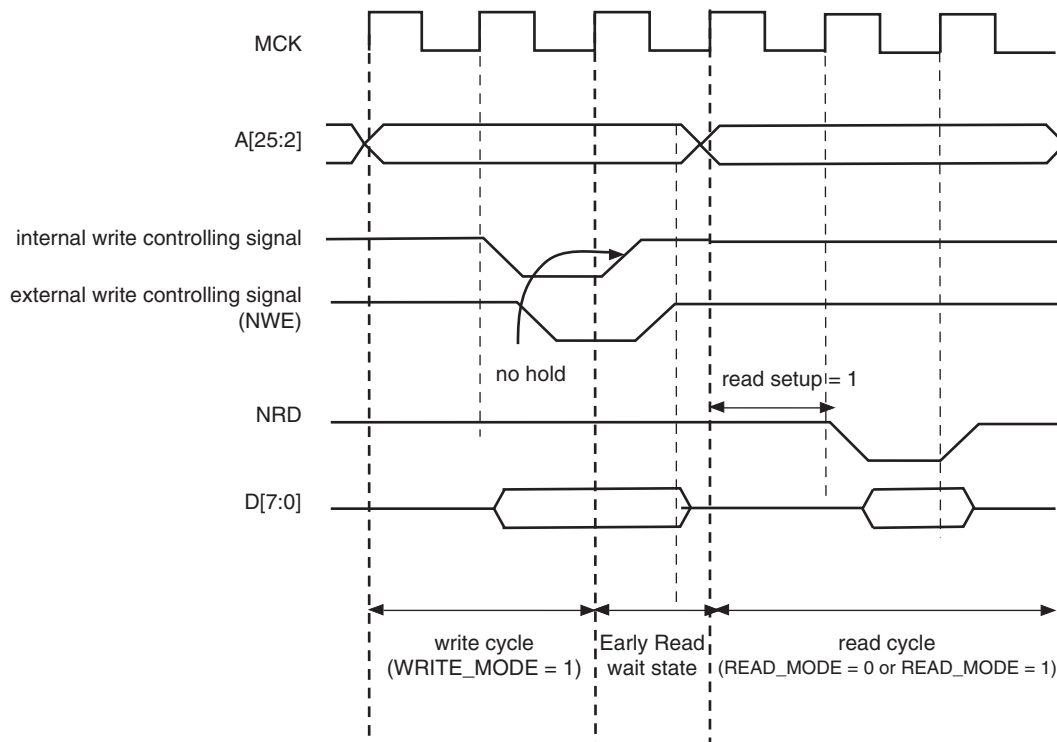 MCK
A[25:2]
internal write controlling signal
external write controlling signal
(NWE)
no hold
read setup = 1
NRD
D[7:0]
write cycle
(WRITE_MODE = 1)
Early Read
wait state
read cycle
(READ_MODE = 0 or READ_MODE = 1)